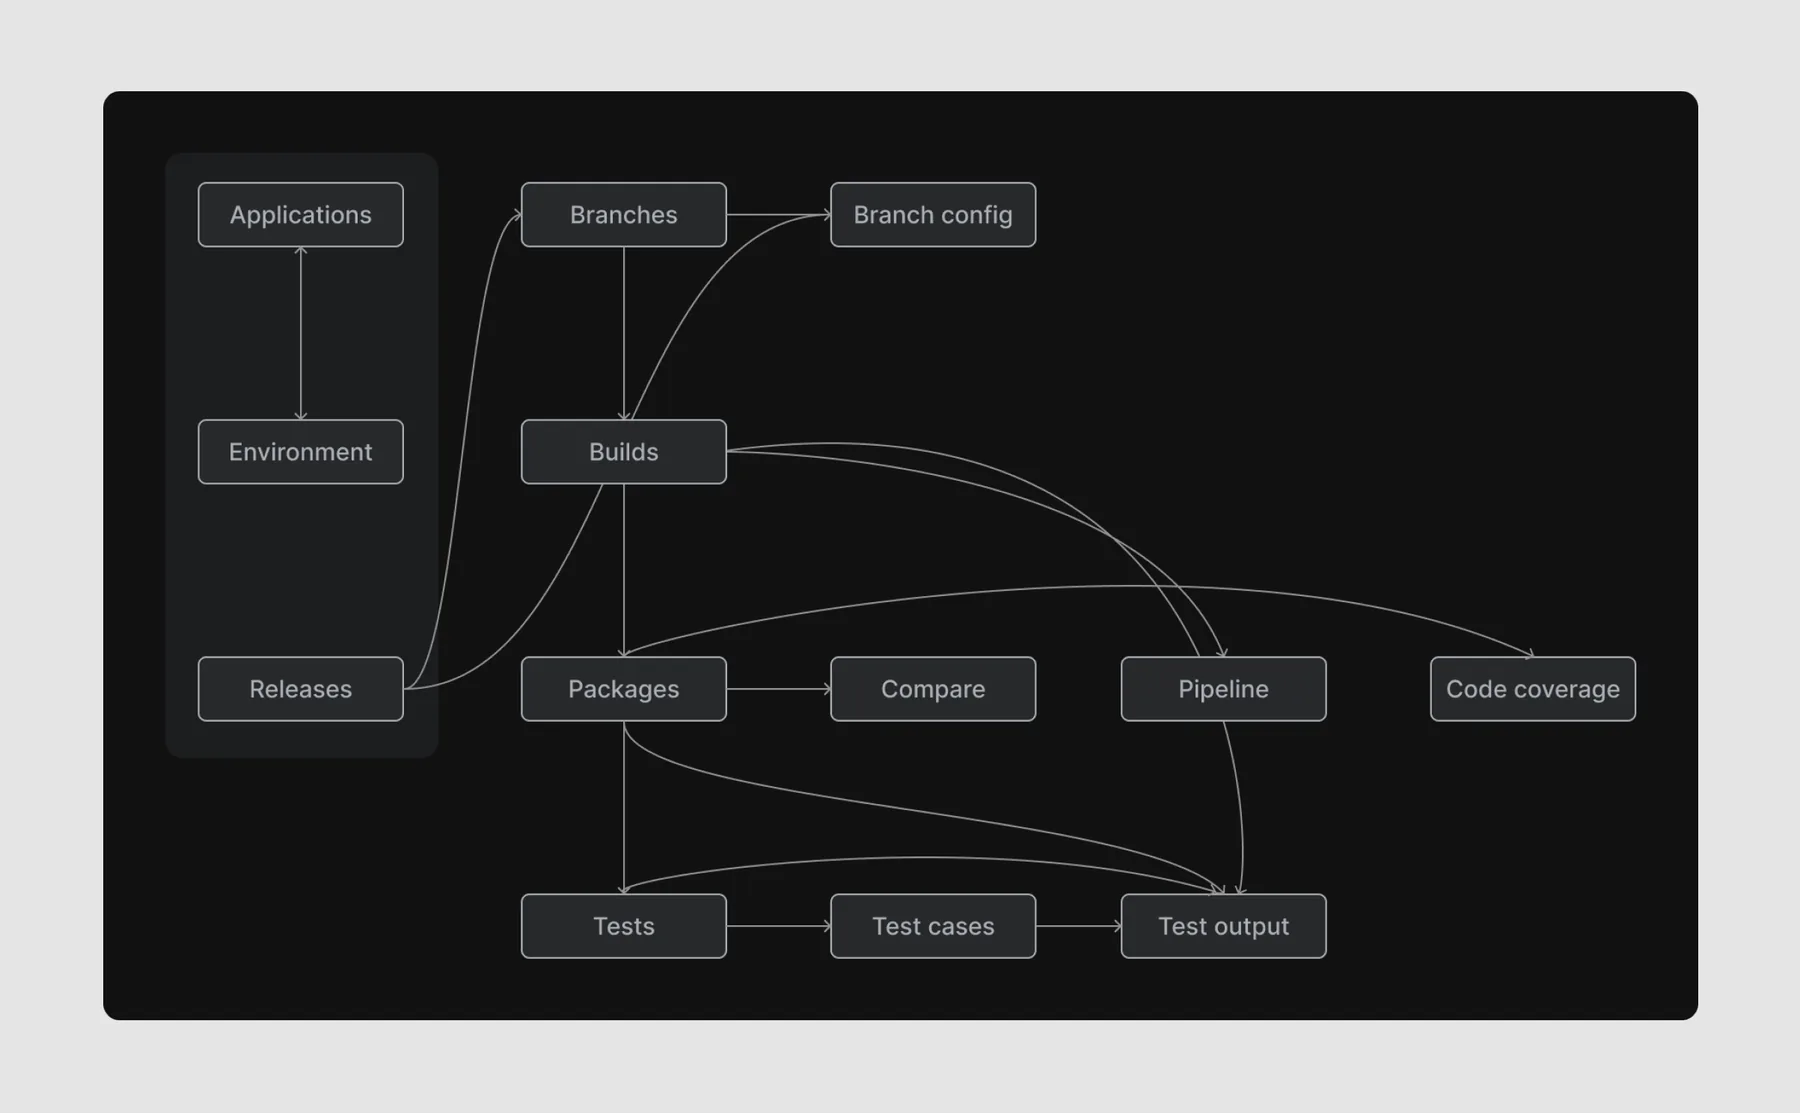 Applications
Branches
Branch config
Environment
Builds
Releases
Packages
Compare
Pipeline
Code coverage
Tests
Test cases
Test output